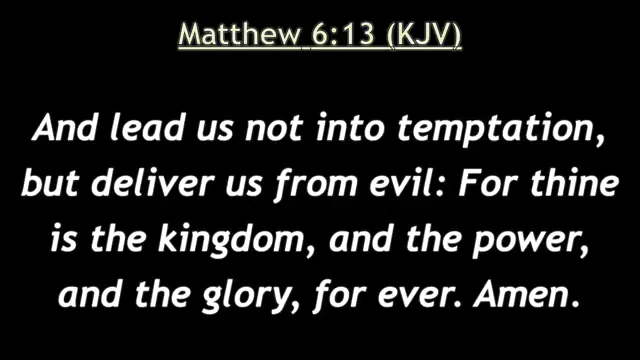 Matthew 6:13 (KJV)
And lead us not into temptation,
but deliver us from evil: For thine
is the kingdom, and the power,
and the glory, for ever. Amen.